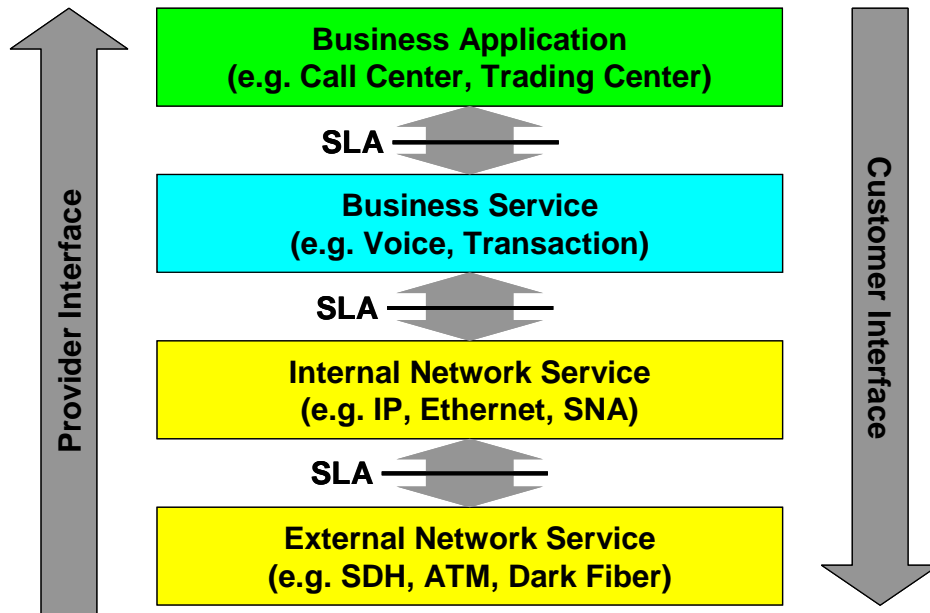 Business Application
(e.g. Call Center, Trading Center)
SLA
Business Service
(e.g. Voice, Transaction)
SLA
Internal Network Service
(e.g. IP, Ethernet, SNA)
SLA
External Network Service
(e.g. SDH, ATM, Dark Fiber)
Provider Interface
Customer Interface